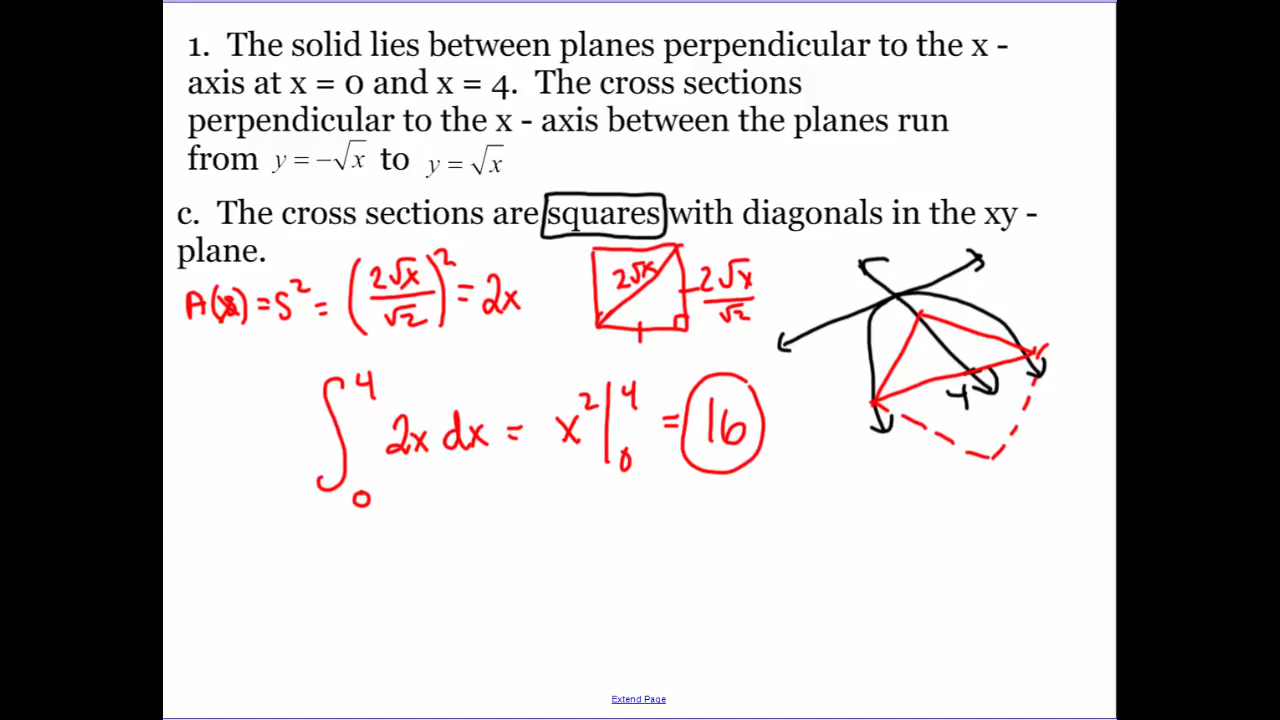 1. The solid lies between planes perpendicular to the x -
axis at x = 0 and x = 4. The cross sections
perpendicular to the x - axis between the planes run
from y = −√x to y = √x
c. The cross sections are squares with diagonals in the xy -
plane.
A(x) = s² = (2√x/√2)² = 2x
2√x
2√x/√2
∫₀⁴ 2x dx = x² |₀⁴ = 16
4
Extend Page